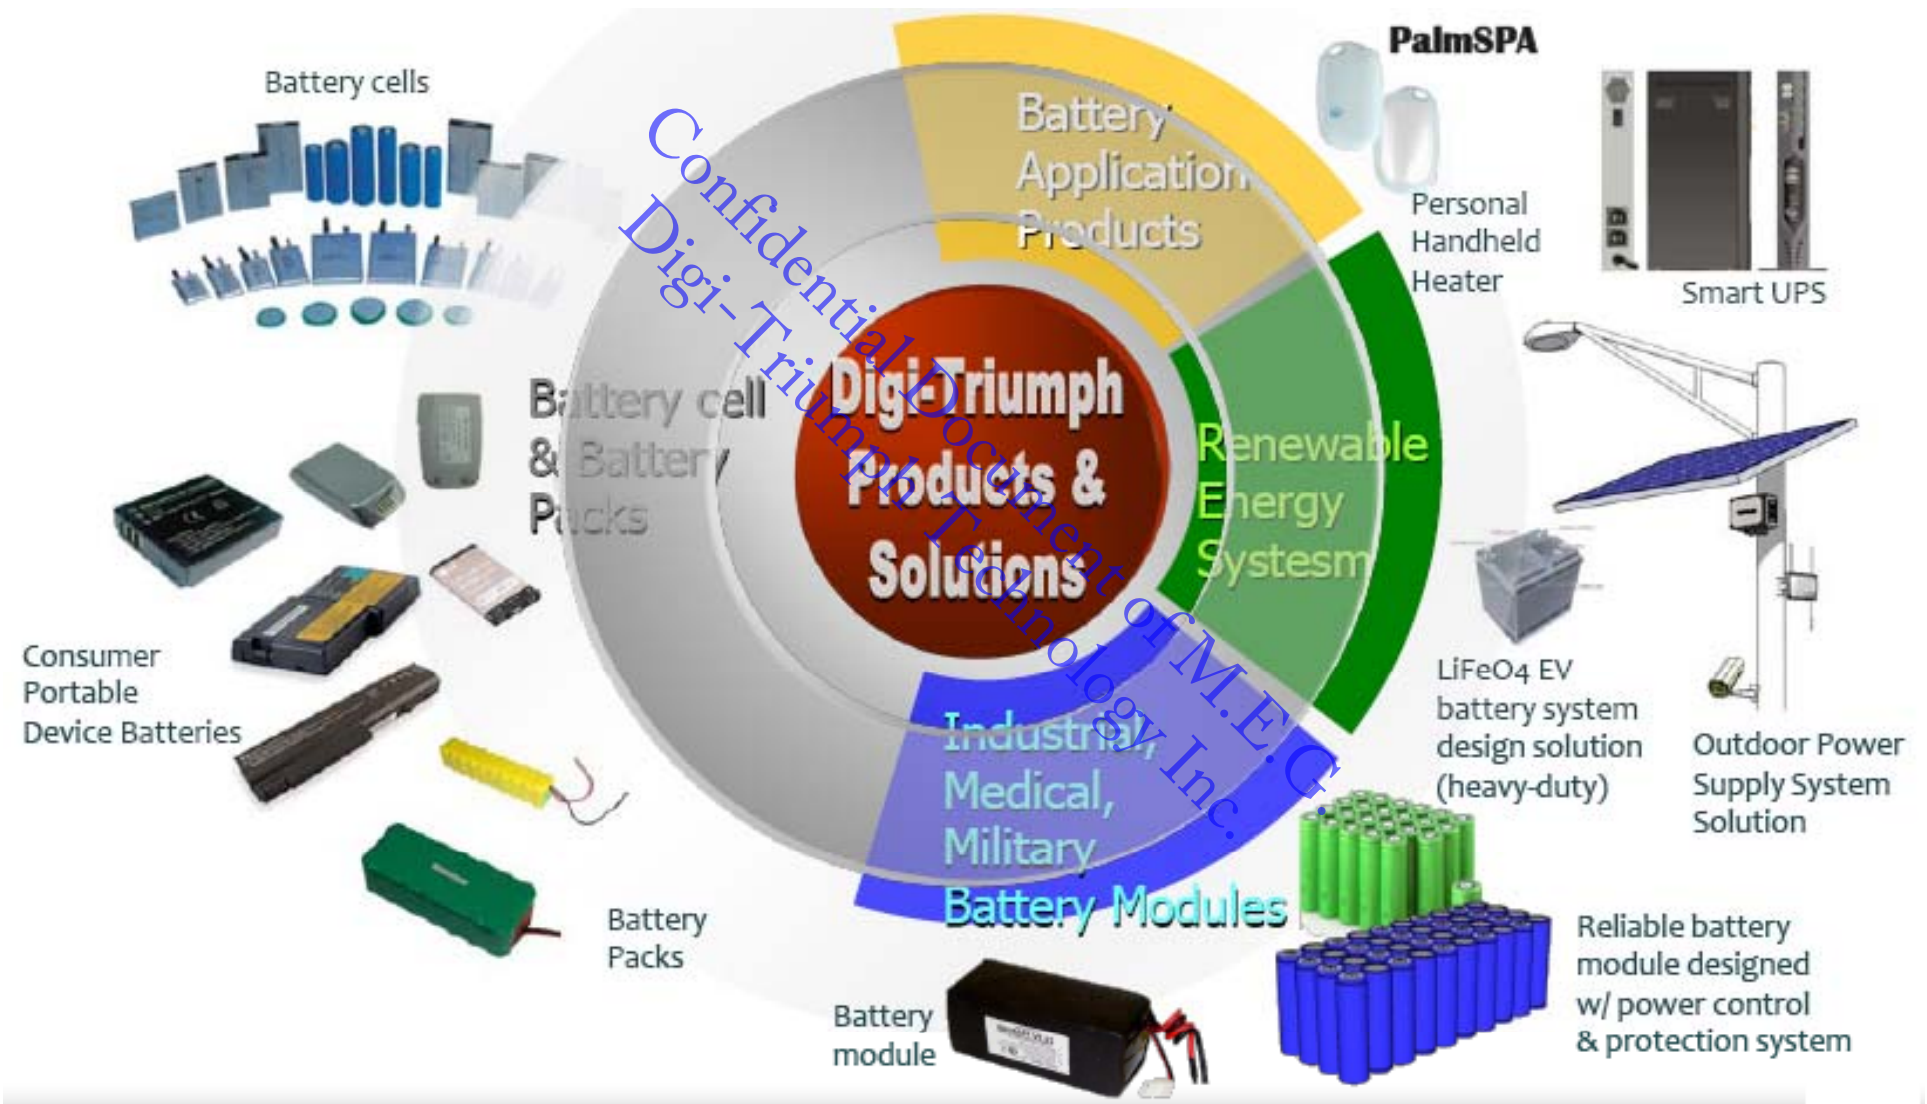 Battery cells
PalmSPA
Personal
Handheld
Heater
Smart UPS
Battery
Application
Products
Battery cell
& Battery
Packs
Digi-Triumph
Products &
Solutions
Renewable
Energy
Systesm
Industrial,
Medical,
Military
Battery Modules
Consumer
Portable
Device Batteries
LiFeO4 EV
battery system
design solution
(heavy-duty)
Outdoor Power
Supply System
Solution
Battery
Packs
Battery
module
Reliable battery
module designed
w/ power control
& protection system
Confidential Document of M.E.G.
Digi-Triumph Technology Inc.